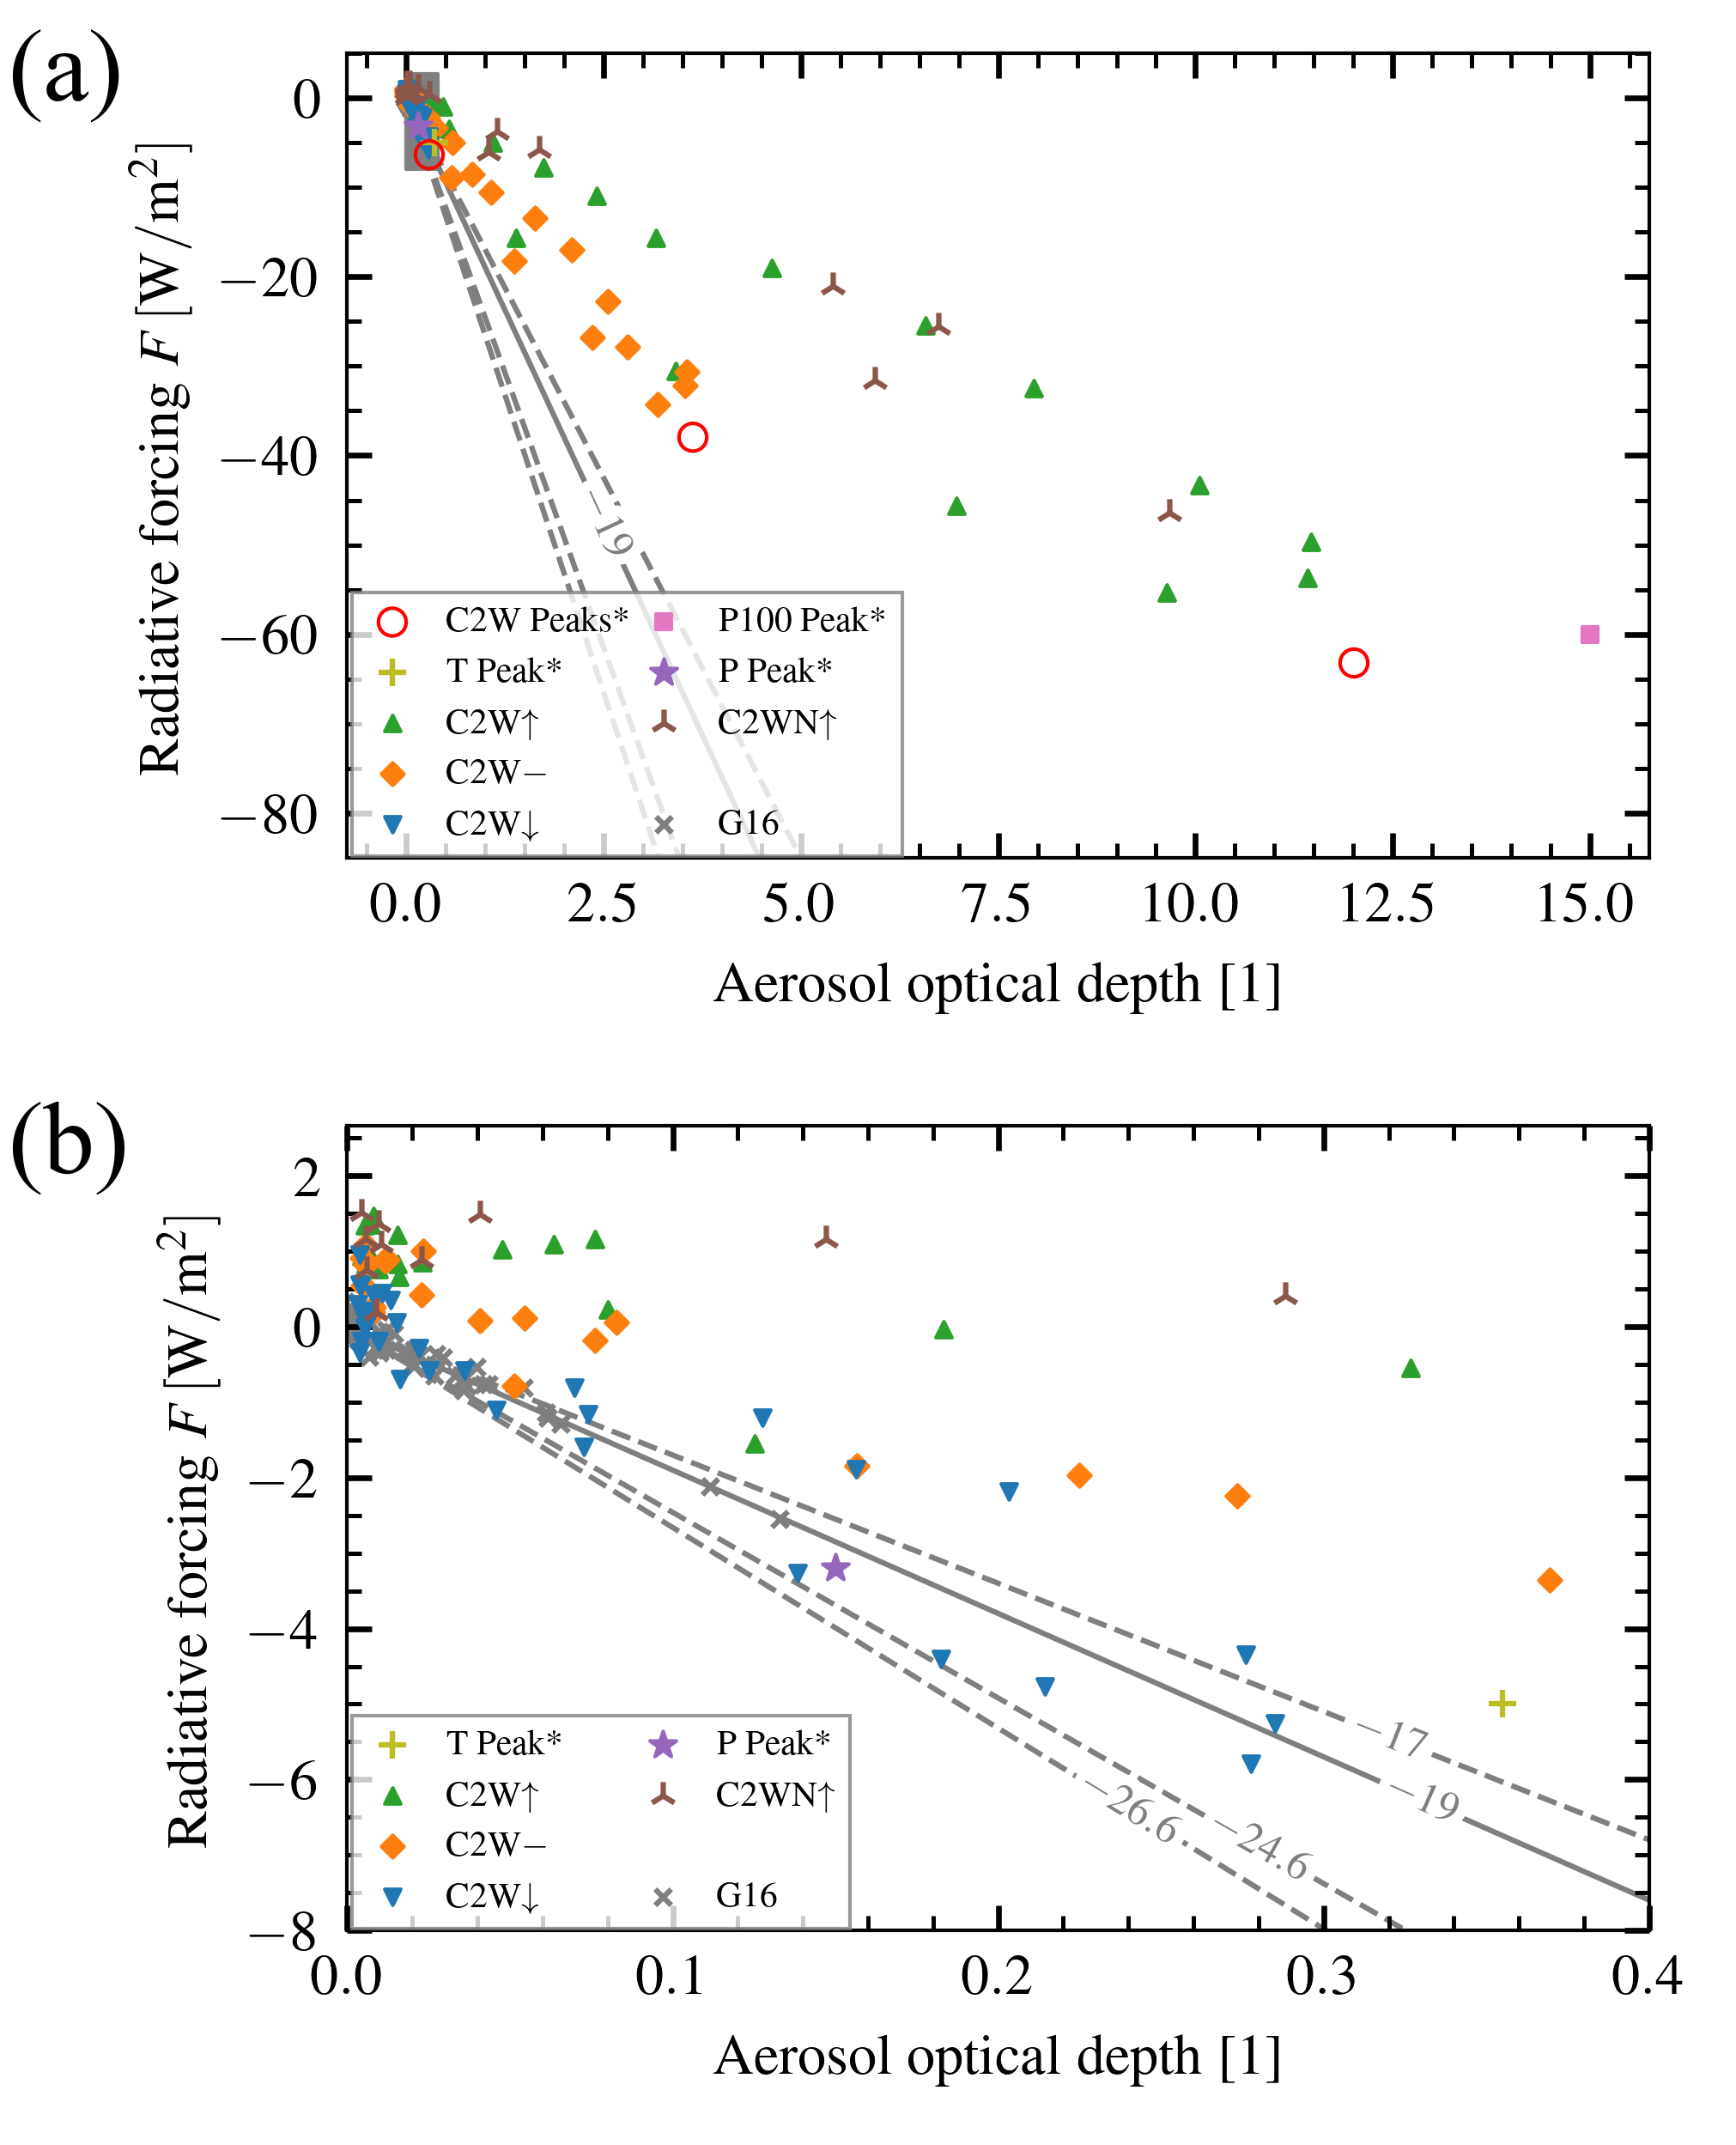 (a)
Radiative forcing F [W/m²]
0
−20
−40
−60
−80
−19
C2W Peaks*
T Peak*
C2W↑
C2W−
C2W↓
P100 Peak*
P Peak*
C2WN↑
G16
0.0 2.5 5.0 7.5 10.0 12.5 15.0
Aerosol optical depth [1]
(b)
Radiative forcing F [W/m²]
2
0
−2
−4
−6
−8
−17
−19
−26.6
−24.6
T Peak*
C2W↑
C2W−
C2W↓
P Peak*
C2WN↑
G16
0.0 0.1 0.2 0.3 0.4
Aerosol optical depth [1]